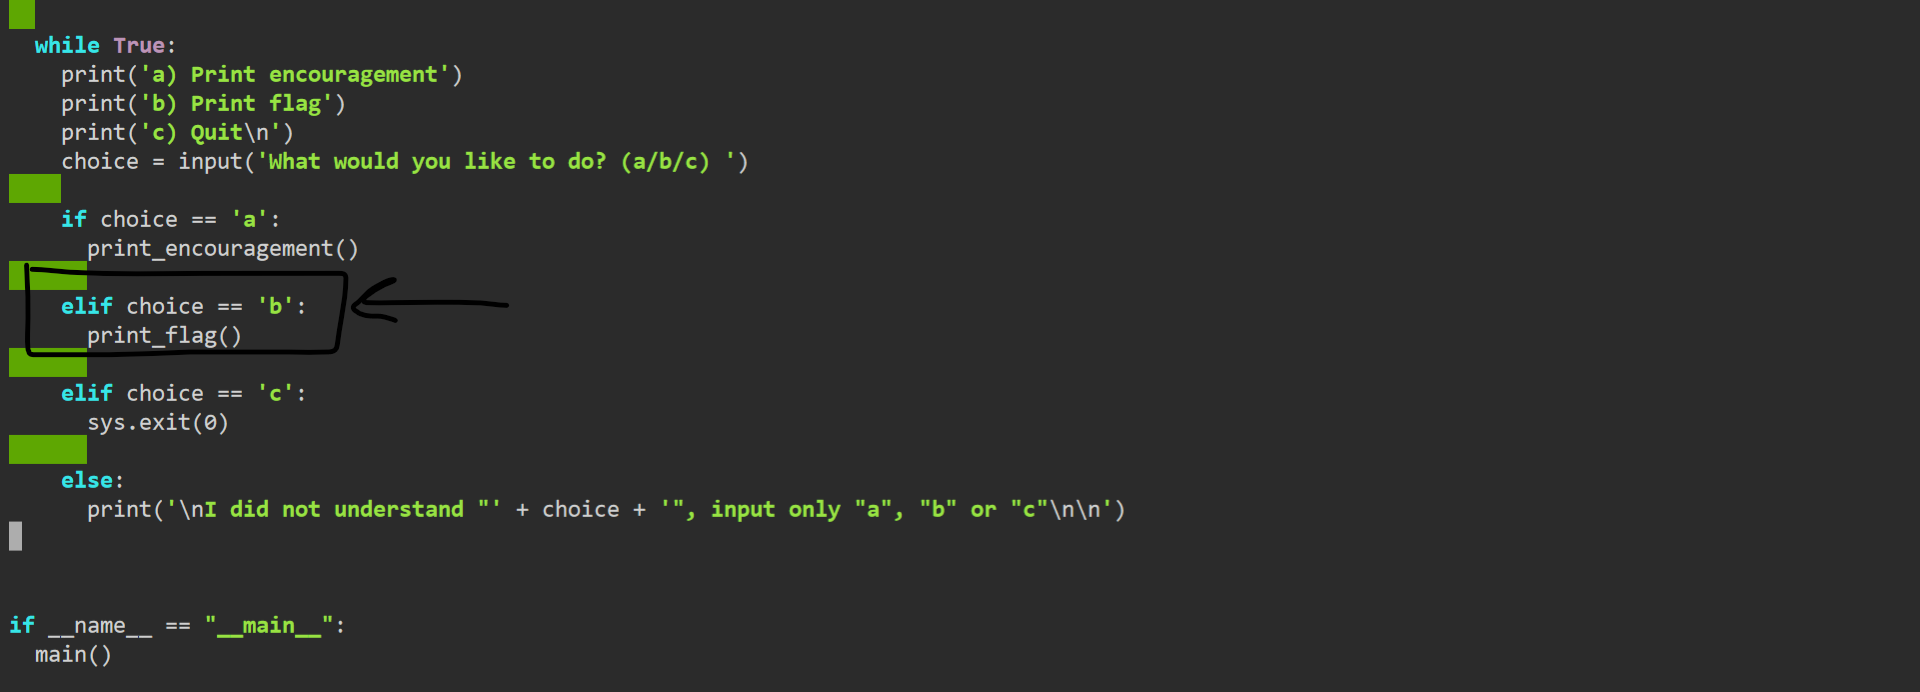 while True:
print('a) Print encouragement')
print('b) Print flag')
print('c) Quit\n')
choice = input('What would you like to do? (a/b/c) ')
if choice == 'a':
print_encouragement()
elif choice == 'b':
print_flag()
elif choice == 'c':
sys.exit(0)
else:
print('\nI did not understand "' + choice + '", input only "a", "b" or "c"\n\n')
if __name__ == "__main__":
main()